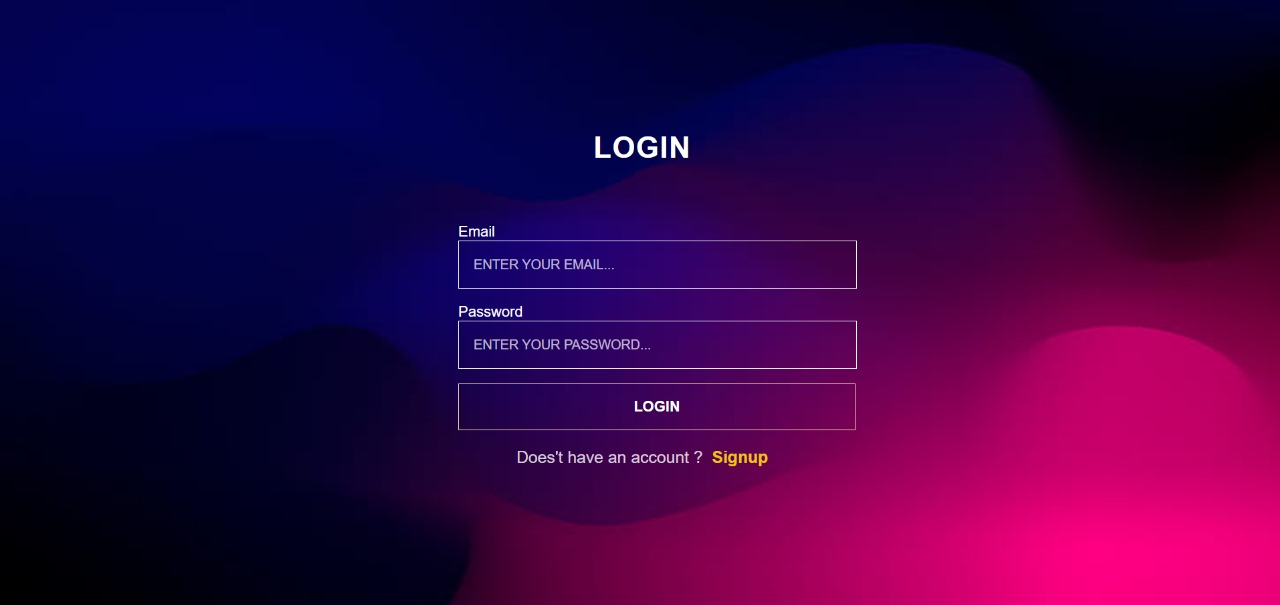 LOGIN
Email
ENTER YOUR EMAIL...
Password
ENTER YOUR PASSWORD...
LOGIN
Does't have an account ? Signup